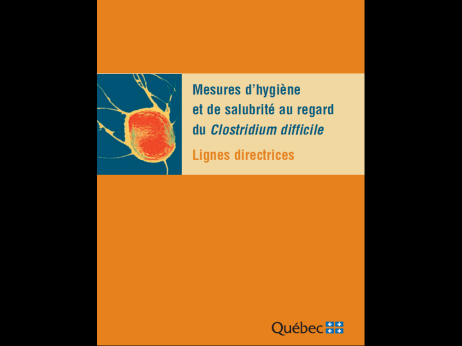 Mesures d'hygiène
et de salubrité au regard
du Clostridium difficile
Lignes directrices
Québec